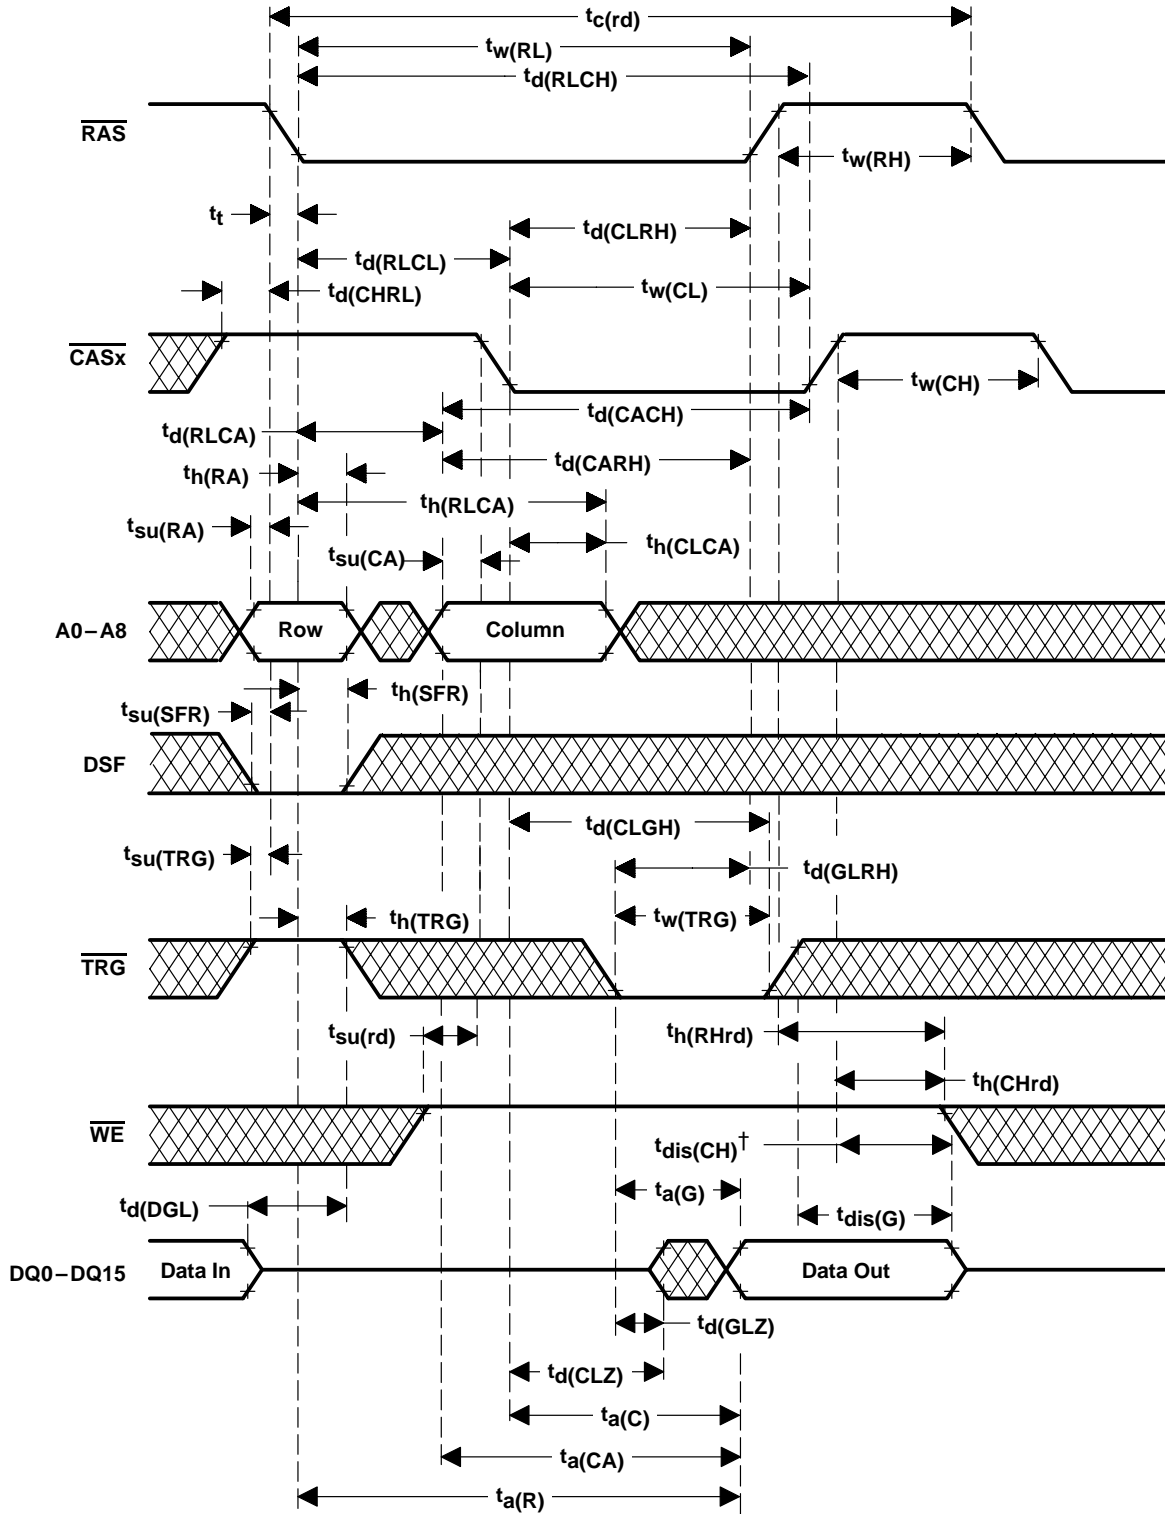 tc(rd)
tw(RL)
td(RLCH)
RAS
tw(RH)
tt
td(CLRH)
td(RLCL)
td(CHRL)
tw(CL)
CASx
tw(CH)
td(CACH)
td(RLCA)
td(CARH)
th(RA)
th(RLCA)
tsu(RA)
th(CLCA)
tsu(CA)
A0–A8
Row
Column
th(SFR)
tsu(SFR)
DSF
td(CLGH)
tsu(TRG)
td(GLRH)
th(TRG)
tw(TRG)
TRG
tsu(rd)
th(RHrd)
th(CHrd)
WE
tdis(CH)†
ta(G)
td(DGL)
tdis(G)
DQ0–DQ15
Data In
Data Out
td(GLZ)
td(CLZ)
ta(C)
ta(CA)
ta(R)